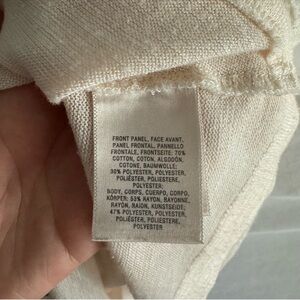 FRONT PANEL, FACE AVANT,
PANEL FRONTAL, PANNELLO
FRONTALE, FRONTSEITE: 70%
COTTON, COTON, ALGODÓN,
COTONE, BAUMWOLLE;
30% POLYESTER, POLYESTER,
POLIÉSTER, POLIESTERE,
POLYESTER;
BODY, CORPS, CUERPO, CORPO,
KÖRPER: 53% RAYON, RAYONNE,
RAYÓN, RAION, KUNSTSEIDE;
47% POLYESTER, POLYESTER,
POLIÉSTER, POLIESTERE,
POLYESTER